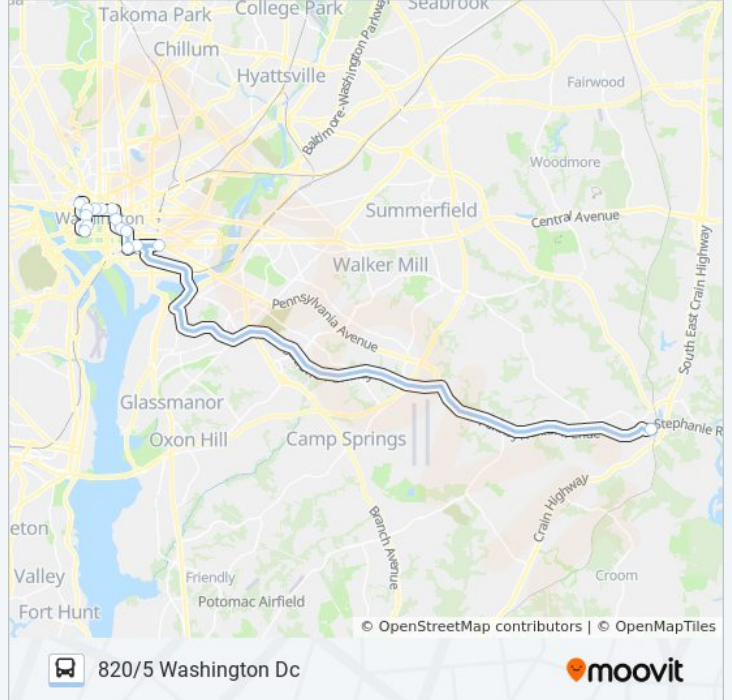 Takoma Park
College Park
Seabrook
Chillum
Hyattsville
Baltimore-Washington Parkway
Fairwood
Woodmore
Washington
Summerfield
Central Avenue
Walker Mill
South East Crain Highway
Pennsylvania Avenue
Glassmanor
Oxon Hill
Camp Springs
Stephanie R
Crain Highway
Branch Avenue
eton
Valley
Friendly
Croom
Fort Hunt
Potomac Airfield
© OpenStreetMap contributors | © OpenMapTiles
820/5 Washington Dc
moovit